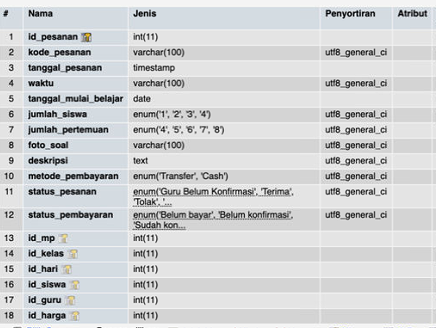 # Nama Jenis Penyortiran Atribut
1 id_pesanan int(11)
2 kode_pesanan varchar(100) utf8_general_ci
3 tanggal_pesanan timestamp
4 waktu varchar(100) utf8_general_ci
5 tanggal_mulai_belajar date
6 jumlah_siswa enum('1', '2', '3', '4') utf8_general_ci
7 jumlah_pertemuan enum('4', '5', '6', '7', '8') utf8_general_ci
8 foto_soal varchar(100) utf8_general_ci
9 deskripsi text utf8_general_ci
10 metode_pembayaran enum('Transfer', 'Cash') utf8_general_ci
11 status_pesanan enum('Guru Belum Konfirmasi', 'Terima', utf8_general_ci
'Tolak', '...
12 status_pembayaran enum('Belum bayar', 'Belum konfirmasi', utf8_general_ci
'Sudah kon...
13 id_mp int(11)
14 id_kelas int(11)
15 id_hari int(11)
16 id_siswa int(11)
17 id_guru int(11)
18 id_harga int(11)